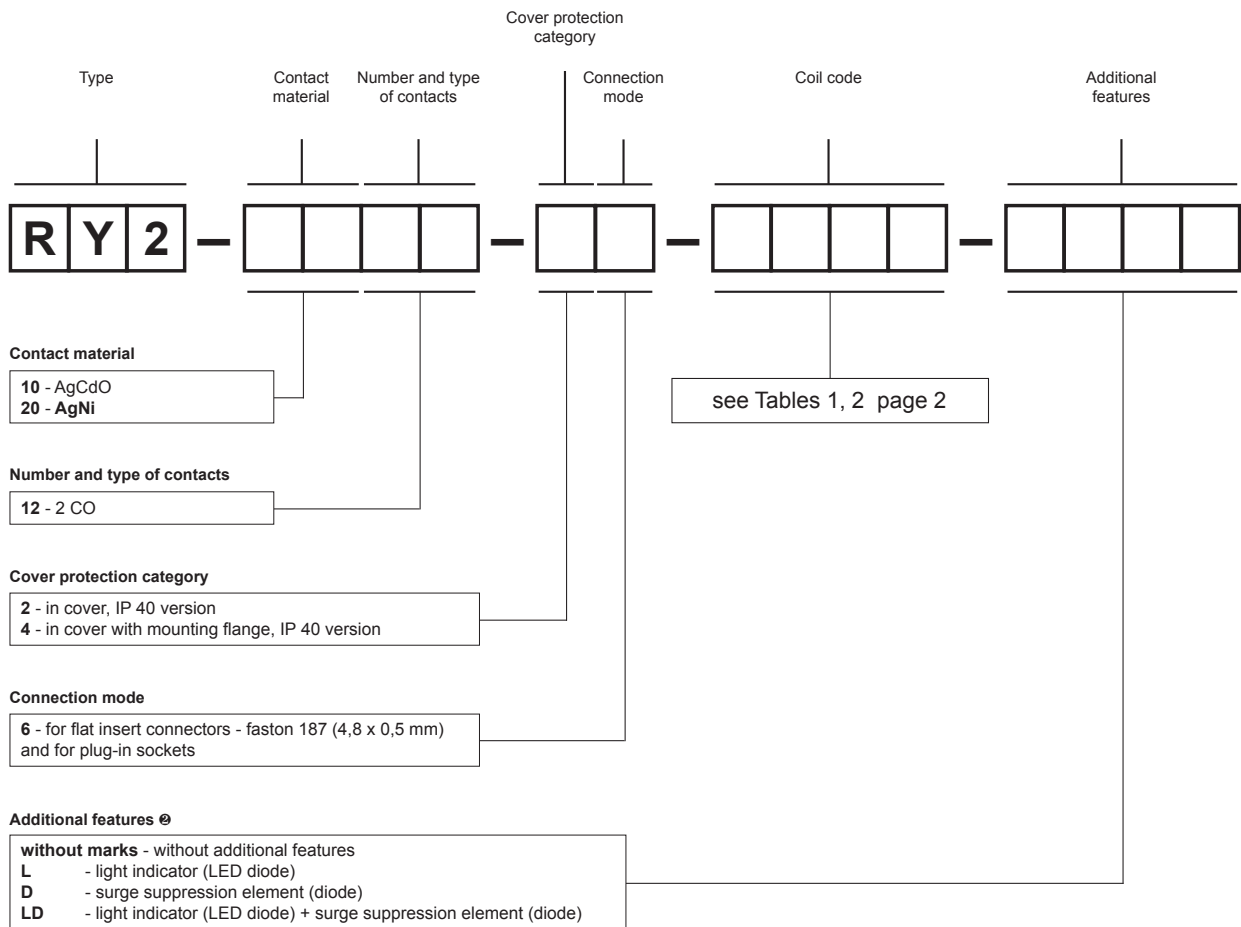 Cover protection
category
Type
Contact
material
Number and type
of contacts
Connection
mode
Coil code
Additional
features
R Y 2 – – – –
Contact material
10 - AgCdO
20 - AgNi
see Tables 1, 2 page 2
Number and type of contacts
12 - 2 CO
Cover protection category
2 - in cover, IP 40 version
4 - in cover with mounting flange, IP 40 version
Connection mode
6 - for flat insert connectors - faston 187 (4,8 x 0,5 mm)
and for plug-in sockets
Additional features ❷
without marks - without additional features
L - light indicator (LED diode)
D - surge suppression element (diode)
LD - light indicator (LED diode) + surge suppression element (diode)